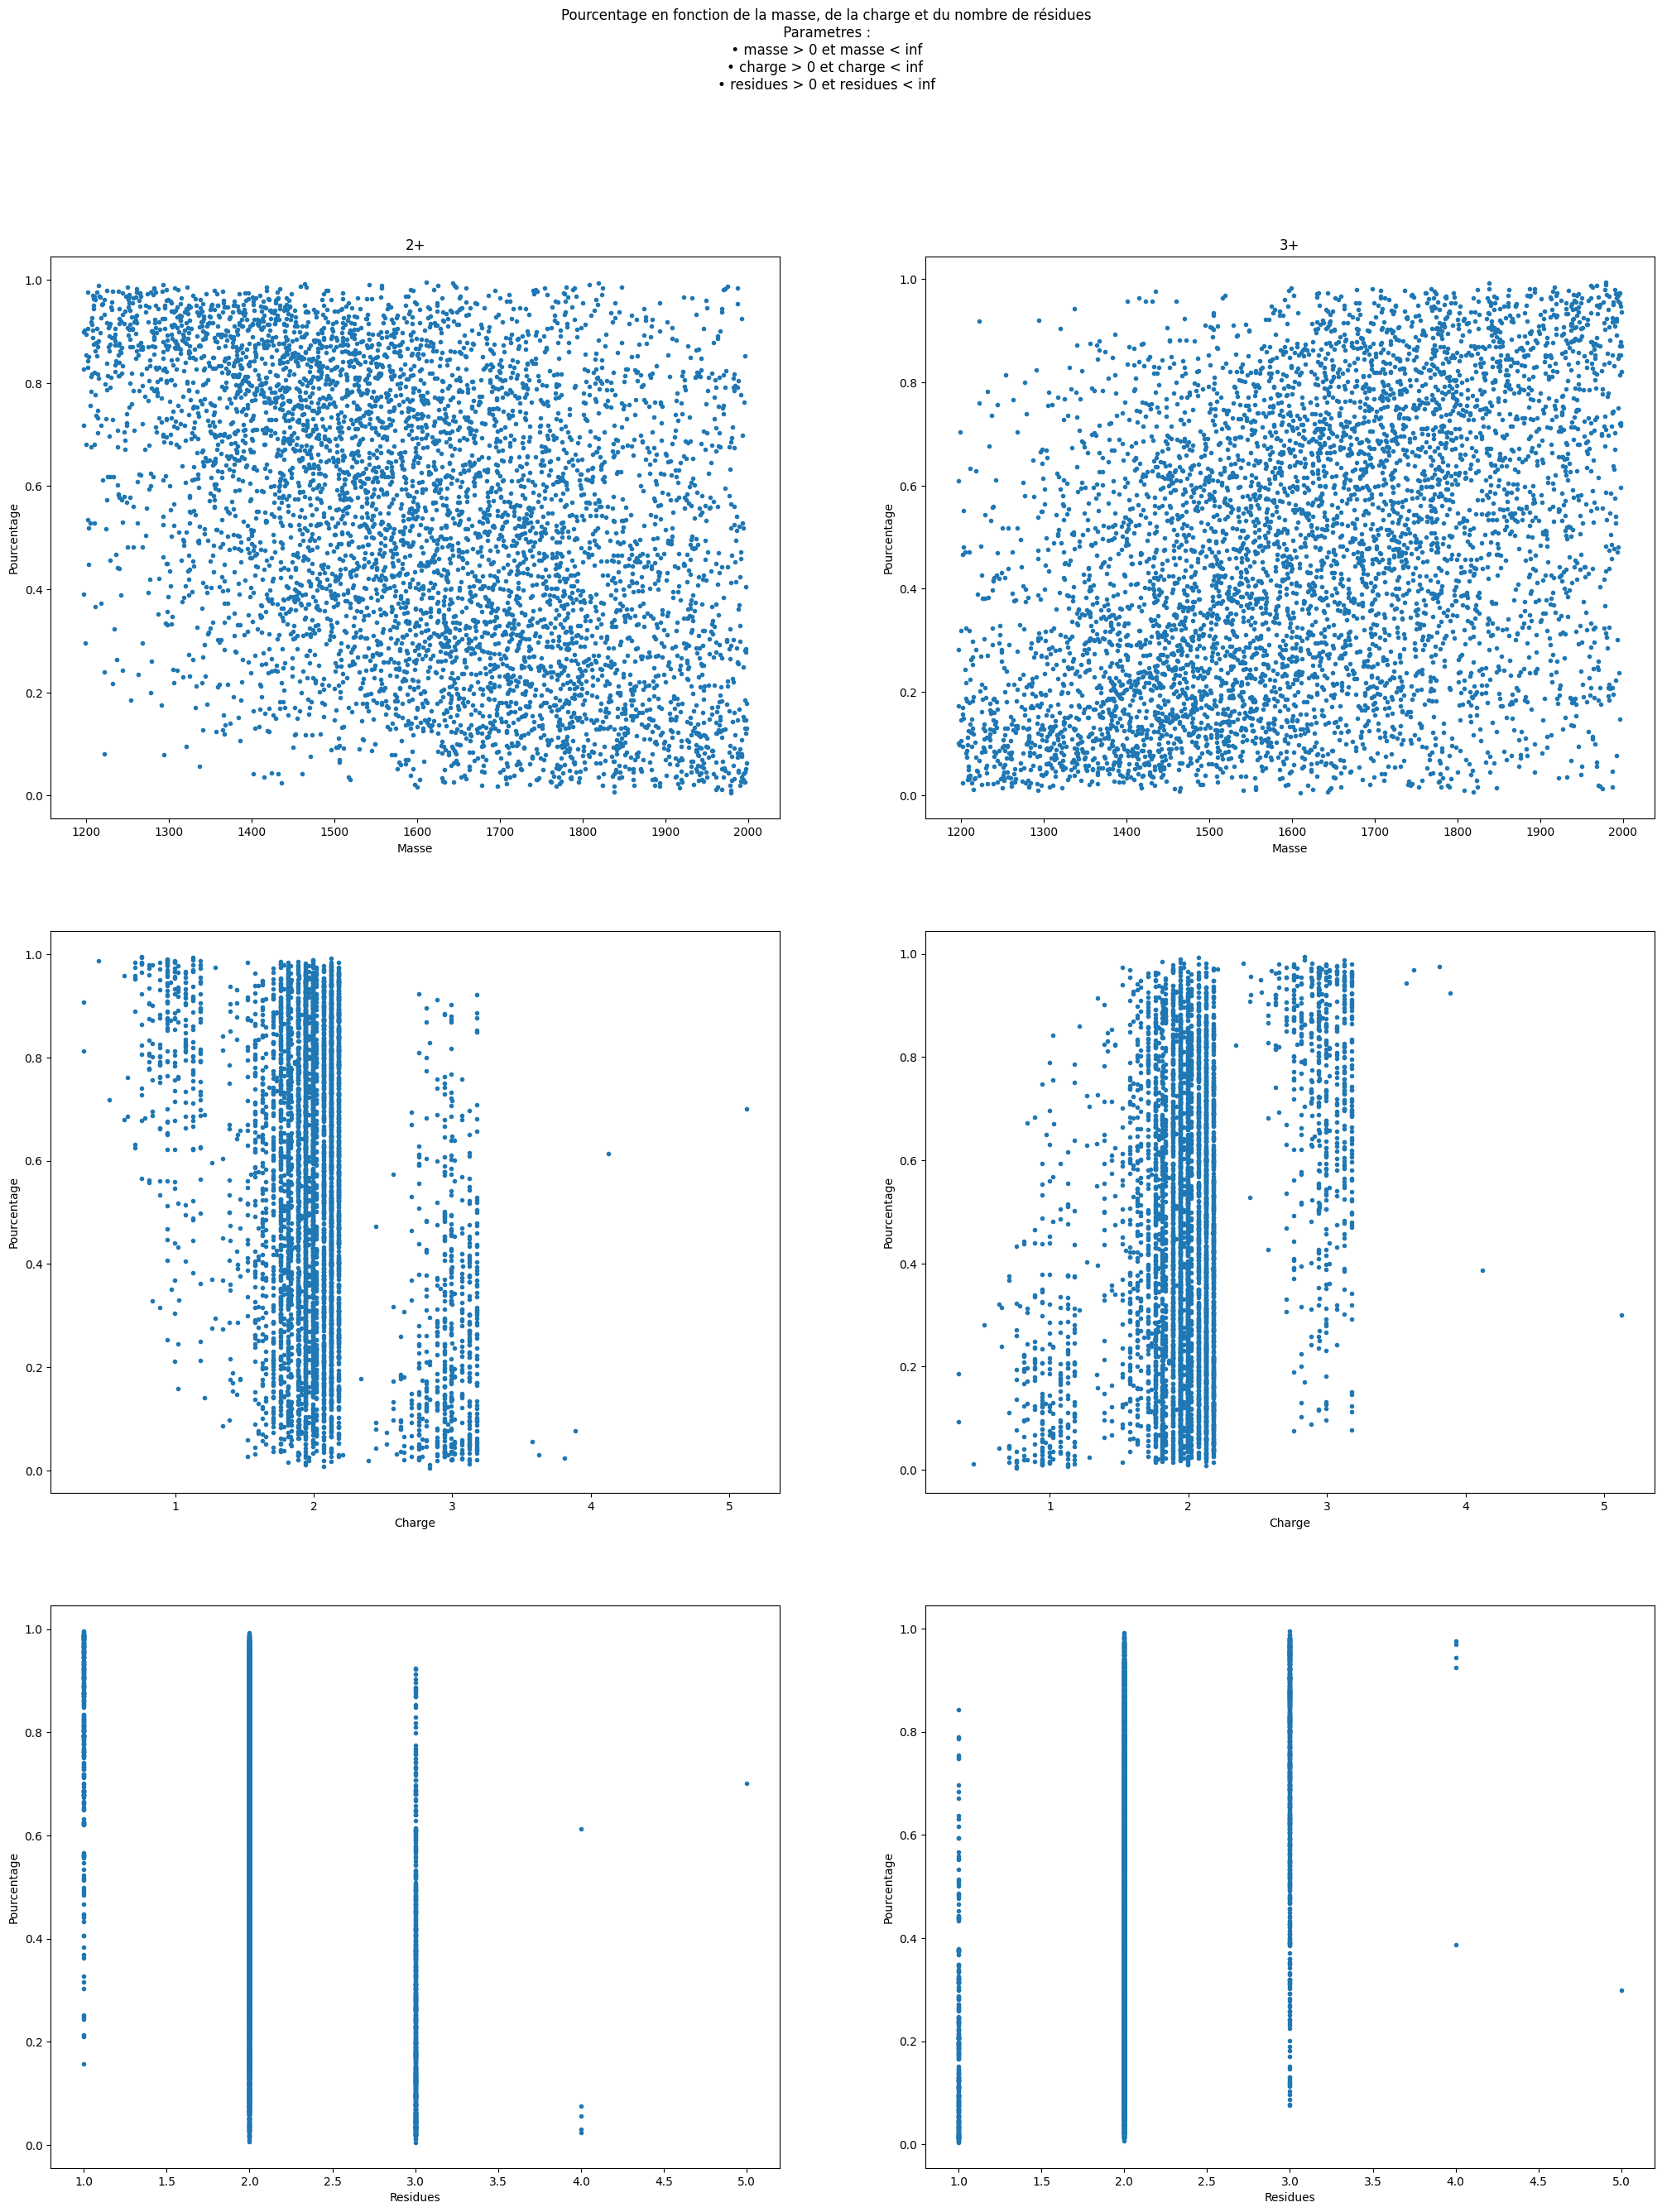 Pourcentage en fonction de la masse, de la charge et du nombre de résidues
Parametres :
• masse > 0 et masse < inf
• charge > 0 et charge < inf
• residues > 0 et residues < inf
2+
1.0
0.8
0.6
0.4
0.2
0.0
Pourcentage
1200 1300 1400 1500 1600 1700 1800 1900 2000
Masse
3+
1.0
0.8
0.6
0.4
0.2
0.0
Pourcentage
1200 1300 1400 1500 1600 1700 1800 1900 2000
Masse
1.0
0.8
0.6
0.4
0.2
0.0
Pourcentage
1 2 3 4 5
Charge
1.0
0.8
0.6
0.4
0.2
0.0
Pourcentage
1 2 3 4 5
Charge
1.0
0.8
0.6
0.4
0.2
0.0
Pourcentage
1.0 1.5 2.0 2.5 3.0 3.5 4.0 4.5 5.0
Residues
1.0
0.8
0.6
0.4
0.2
0.0
Pourcentage
1.0 1.5 2.0 2.5 3.0 3.5 4.0 4.5 5.0
Residues